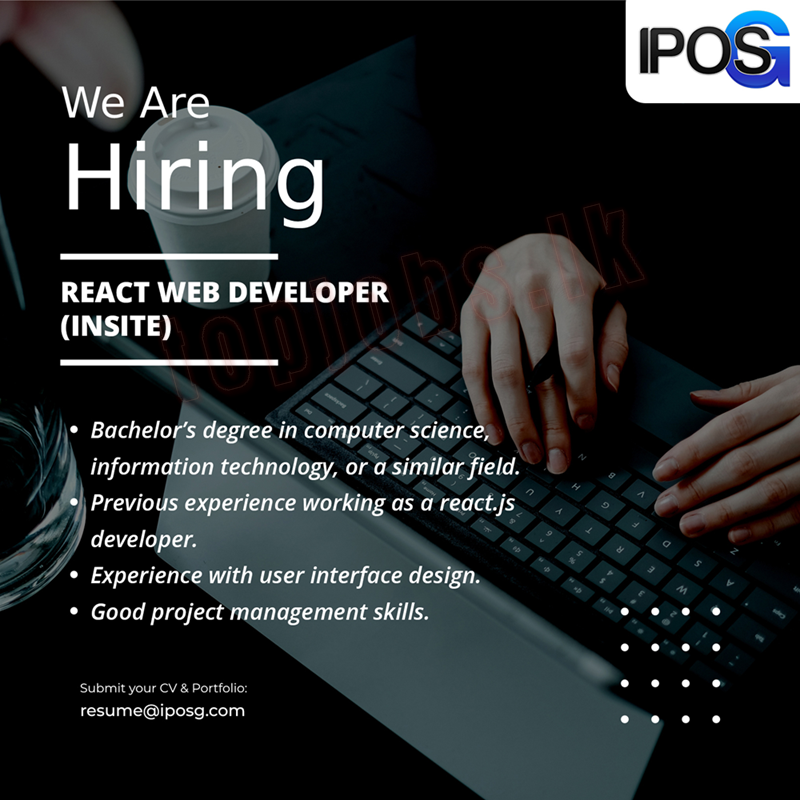 IPOSG
We Are
Hiring
REACT WEB DEVELOPER
(INSITE)
topjobs.lk
• Bachelor's degree in computer science,
information technology, or a similar field.
• Previous experience working as a react.js
developer.
• Experience with user interface design.
• Good project management skills.
Submit your CV & Portfolio:
resume@iposg.com